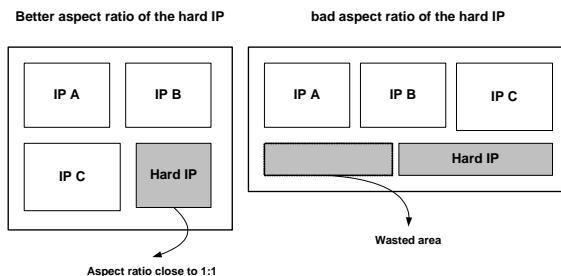 Better aspect ratio of the hard IP
bad aspect ratio of the hard IP
IP A
IP B
IP C
Hard IP
Aspect ratio close to 1:1
IP A
IP B
IP C
Hard IP
Wasted area